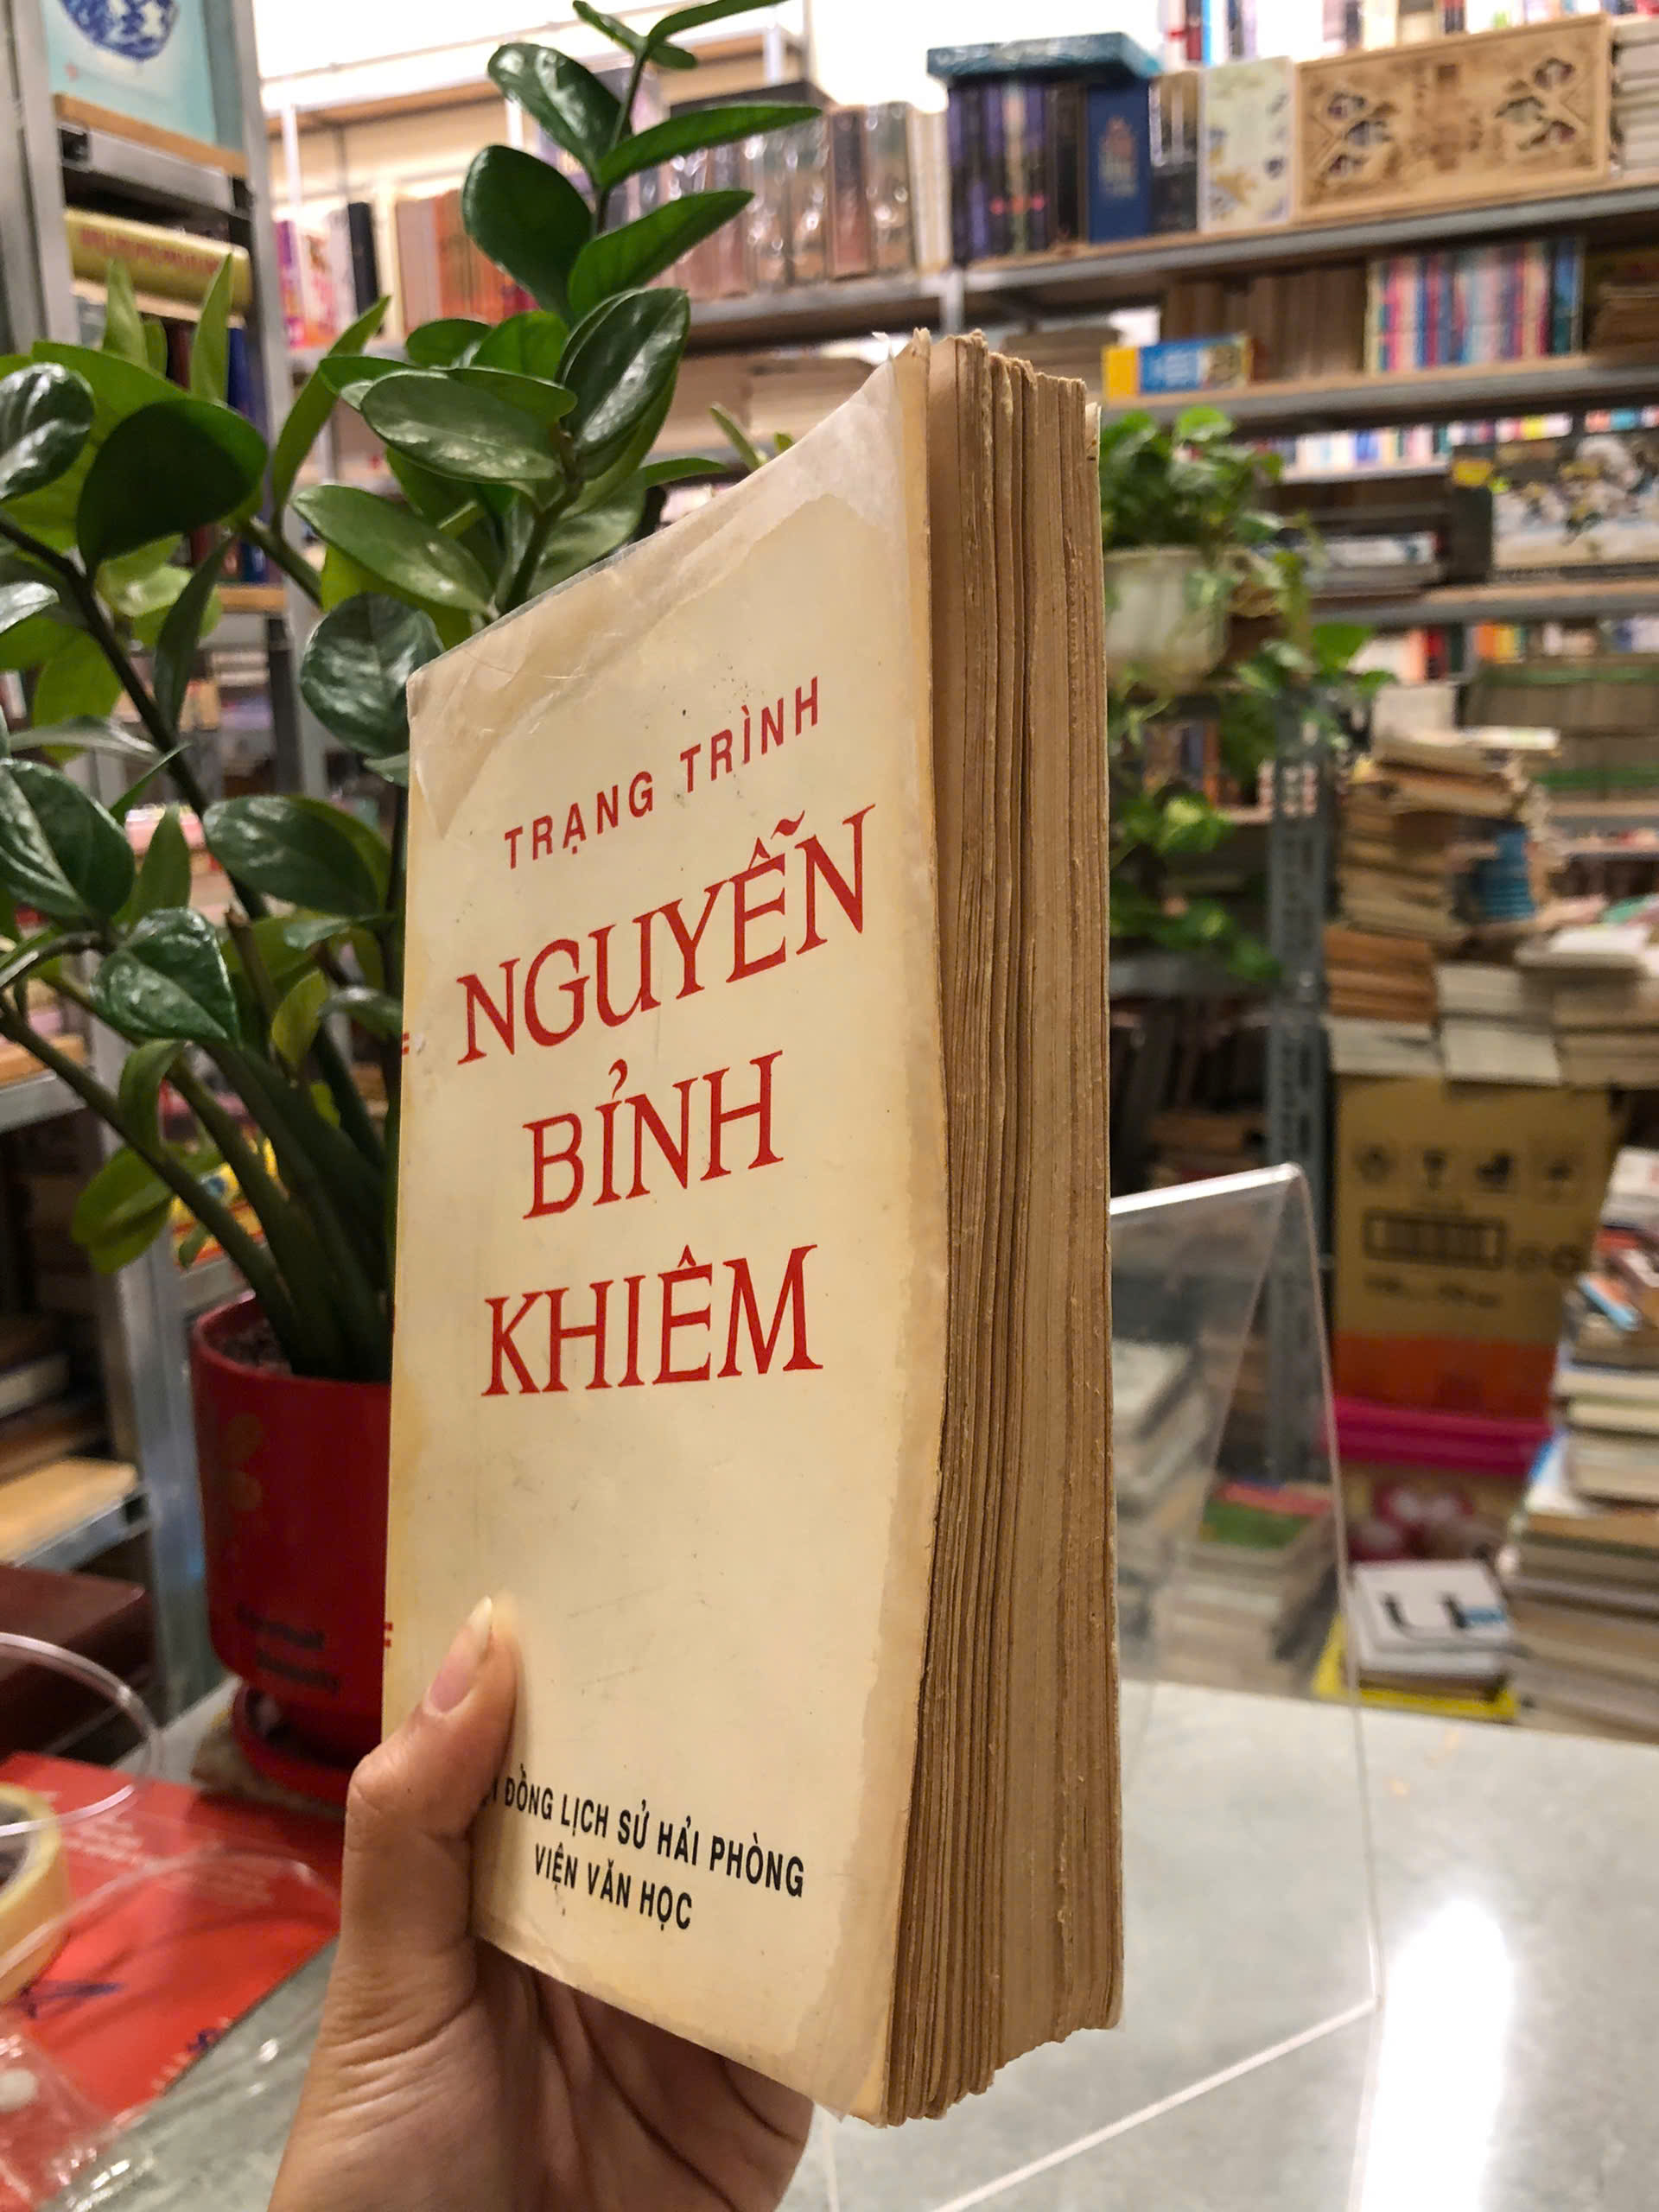 TRẠNG TRÌNH
NGUYỄN
BỈNH
KHIÊM
ĐỒNG LỊCH SỬ HẢI PHÒNG
VIỆN VĂN HỌC